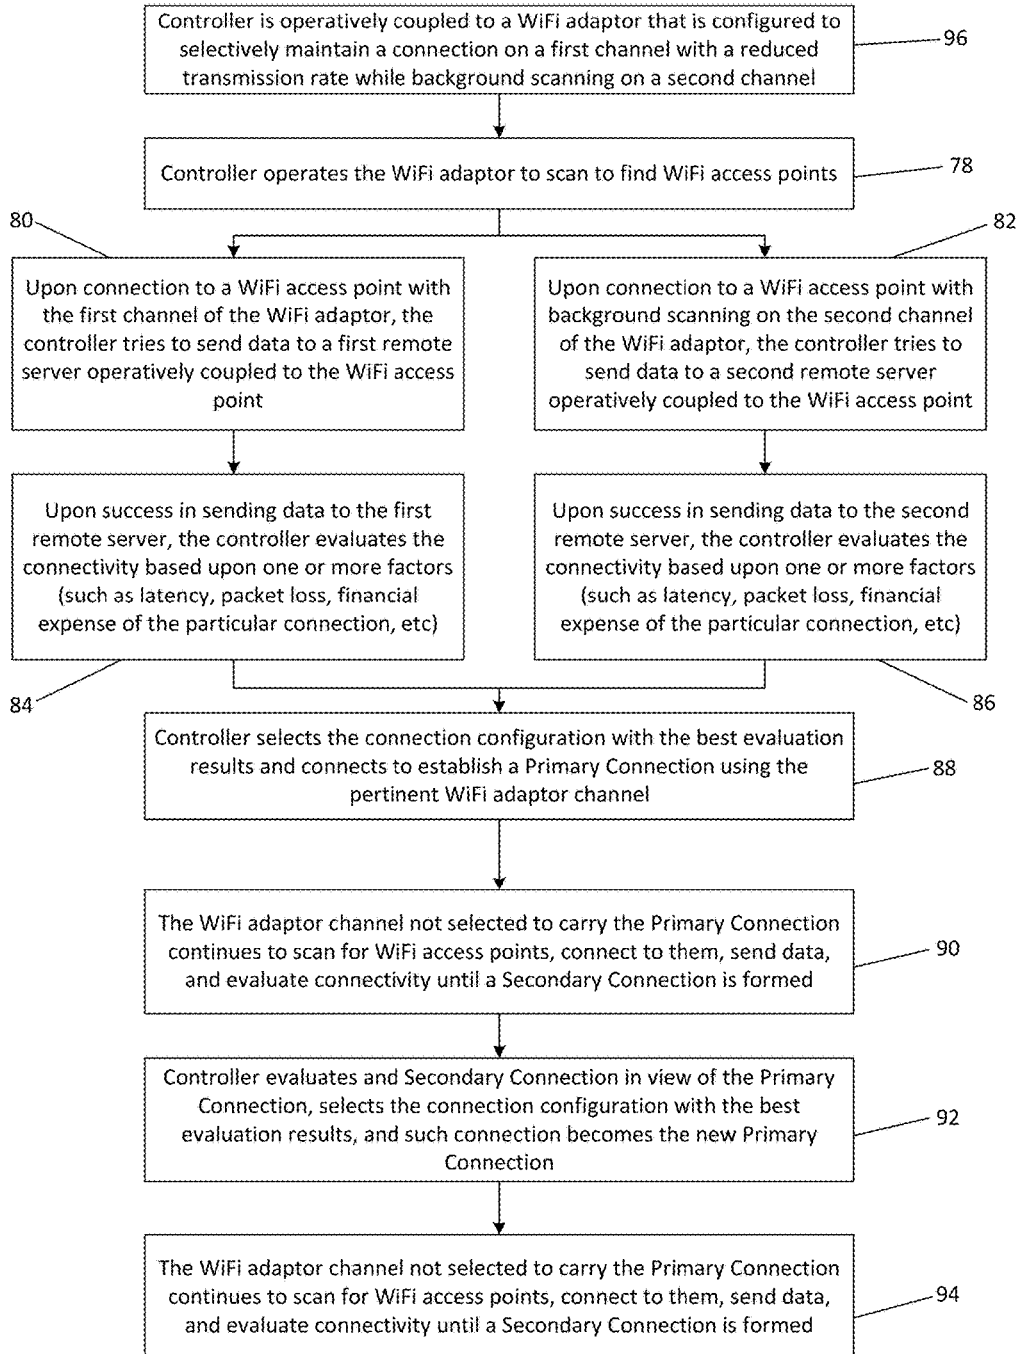 Controller is operatively coupled to a WiFi adaptor that is configured to
selectively maintain a connection on a first channel with a reduced
transmission rate while background scanning on a second channel
96
Controller operates the WiFi adaptor to scan to find WiFi access points
78
80
82
Upon connection to a WiFi access point with
the first channel of the WiFi adaptor, the
controller tries to send data to a first remote
server operatively coupled to the WiFi access
point
Upon connection to a WiFi access point with
background scanning on the second channel
of the WiFi adaptor, the controller tries to
send data to a second remote server
operatively coupled to the WiFi access point
Upon success in sending data to the first
remote server, the controller evaluates the
connectivity based upon one or more factors
(such as latency, packet loss, financial
expense of the particular connection, etc)
Upon success in sending data to the second
remote server, the controller evaluates the
connectivity based upon one or more factors
(such as latency, packet loss, financial
expense of the particular connection, etc)
84
86
Controller selects the connection configuration with the best evaluation
results and connects to establish a Primary Connection using the
pertinent WiFi adaptor channel
88
The WiFi adaptor channel not selected to carry the Primary Connection
continues to scan for WiFi access points, connect to them, send data,
and evaluate connectivity until a Secondary Connection is formed
90
Controller evaluates and Secondary Connection in view of the Primary
Connection, selects the connection configuration with the best
evaluation results, and such connection becomes the new Primary
Connection
92
The WiFi adaptor channel not selected to carry the Primary Connection
continues to scan for WiFi access points, connect to them, send data,
and evaluate connectivity until a Secondary Connection is formed
94